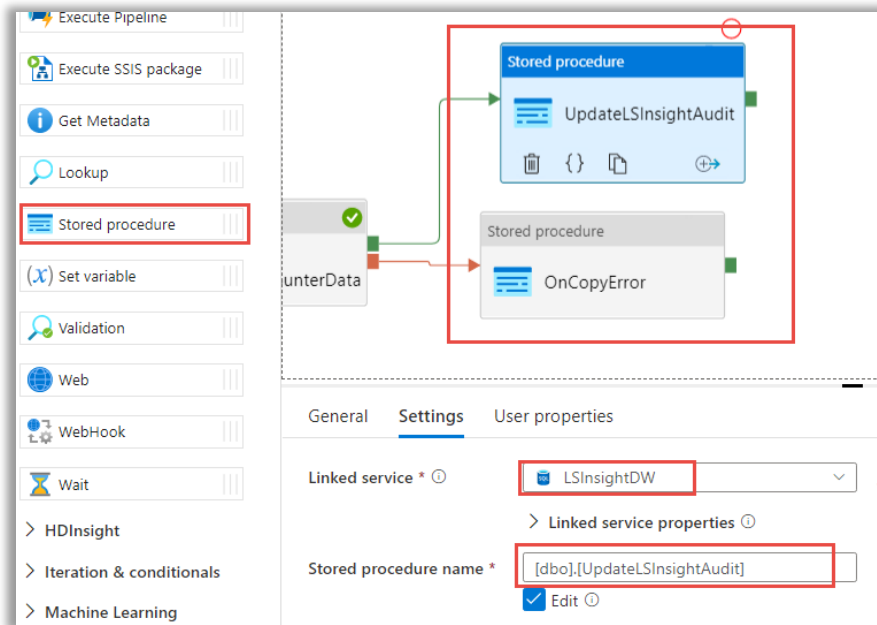 Execute Pipeline
Execute SSIS package
Get Metadata
Lookup
Stored procedure
(x) Set variable
Validation
Web
WebHook
Wait
HDInsight
Iteration & conditionals
Machine Learning
Stored procedure
UpdateLSInsightAudit
{}
unterData
Stored procedure
OnCopyError
General Settings User properties
Linked service * LSInsightDW
Linked service properties
Stored procedure name * [dbo].[UpdateLSInsightAudit]
Edit